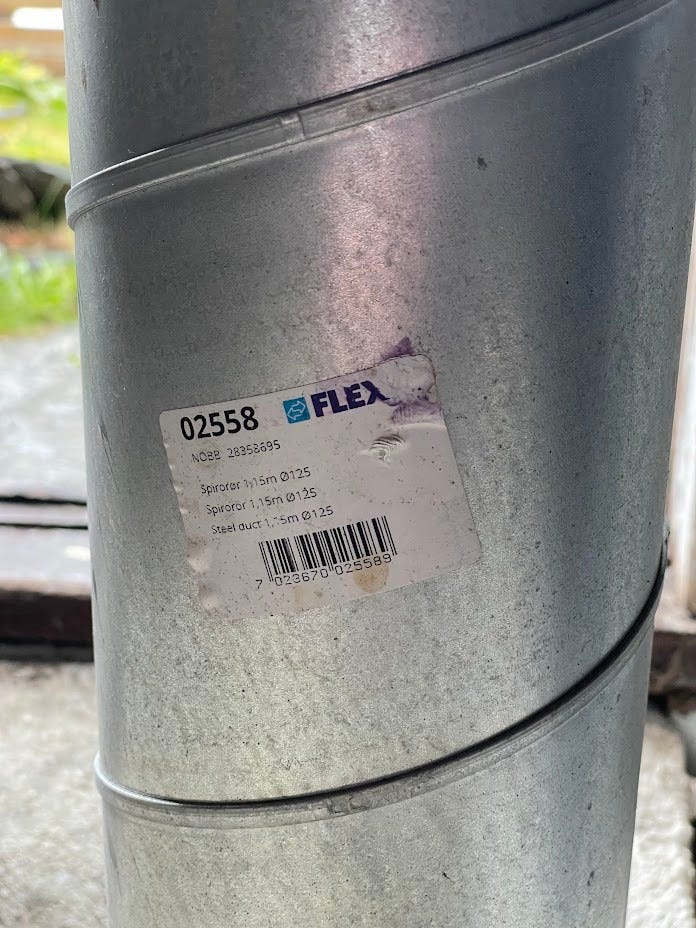 02558 FLEX
NOBB 28358695
Spirorør 1,15m Ø125
Spirorör 1,15m Ø125
Steel duct 1,15m Ø125
7 023670 025589